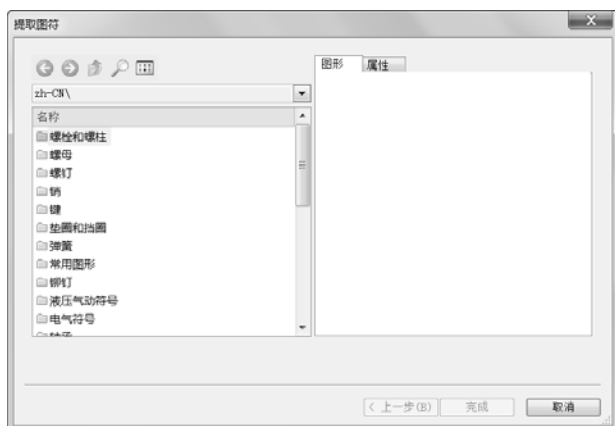 提取图符
图形 属性
zh-CN\
名称
螺栓和螺柱
螺母
螺钉
销
键
垫圈和挡圈
弹簧
常用图形
铆钉
液压气动符号
电气符号
轴承
< 上一步(B) 完成 取消